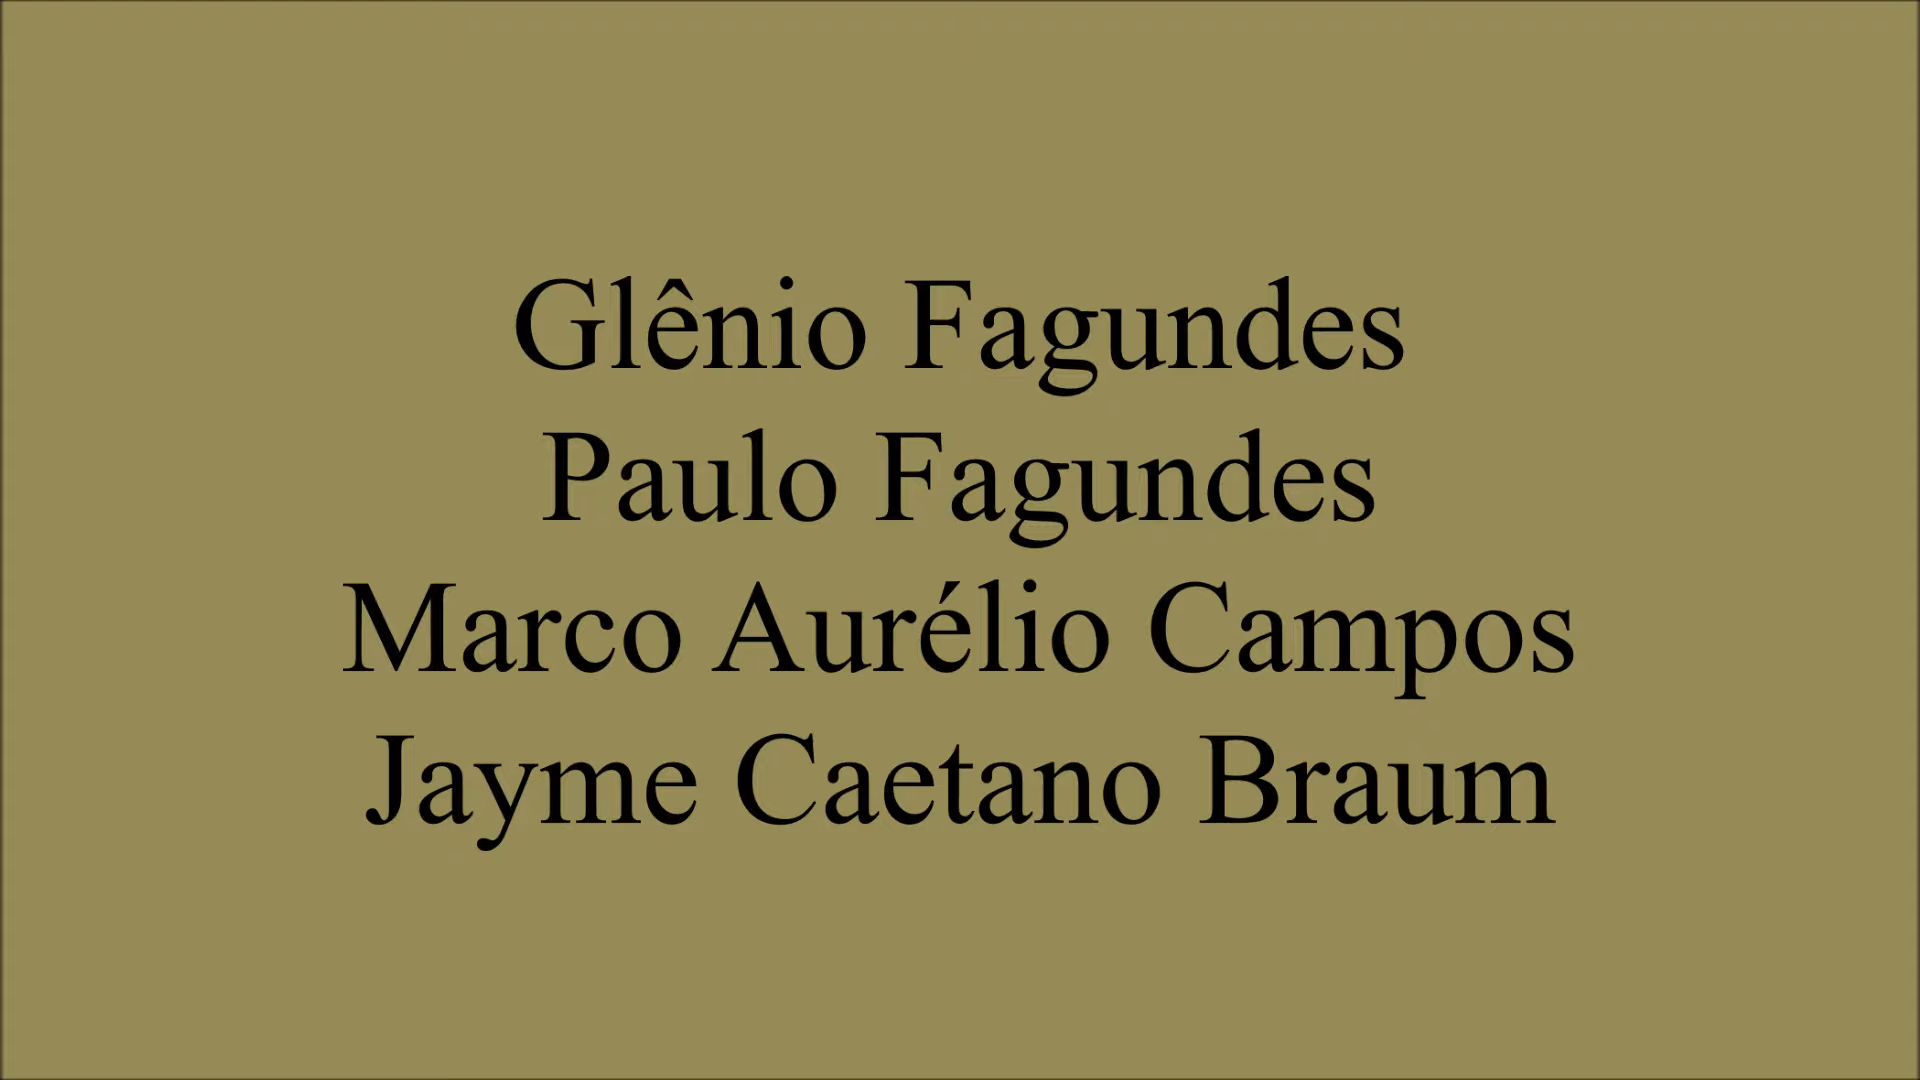 Glênio Fagundes
Paulo Fagundes
Marco Aurélio Campos
Jayme Caetano Braum